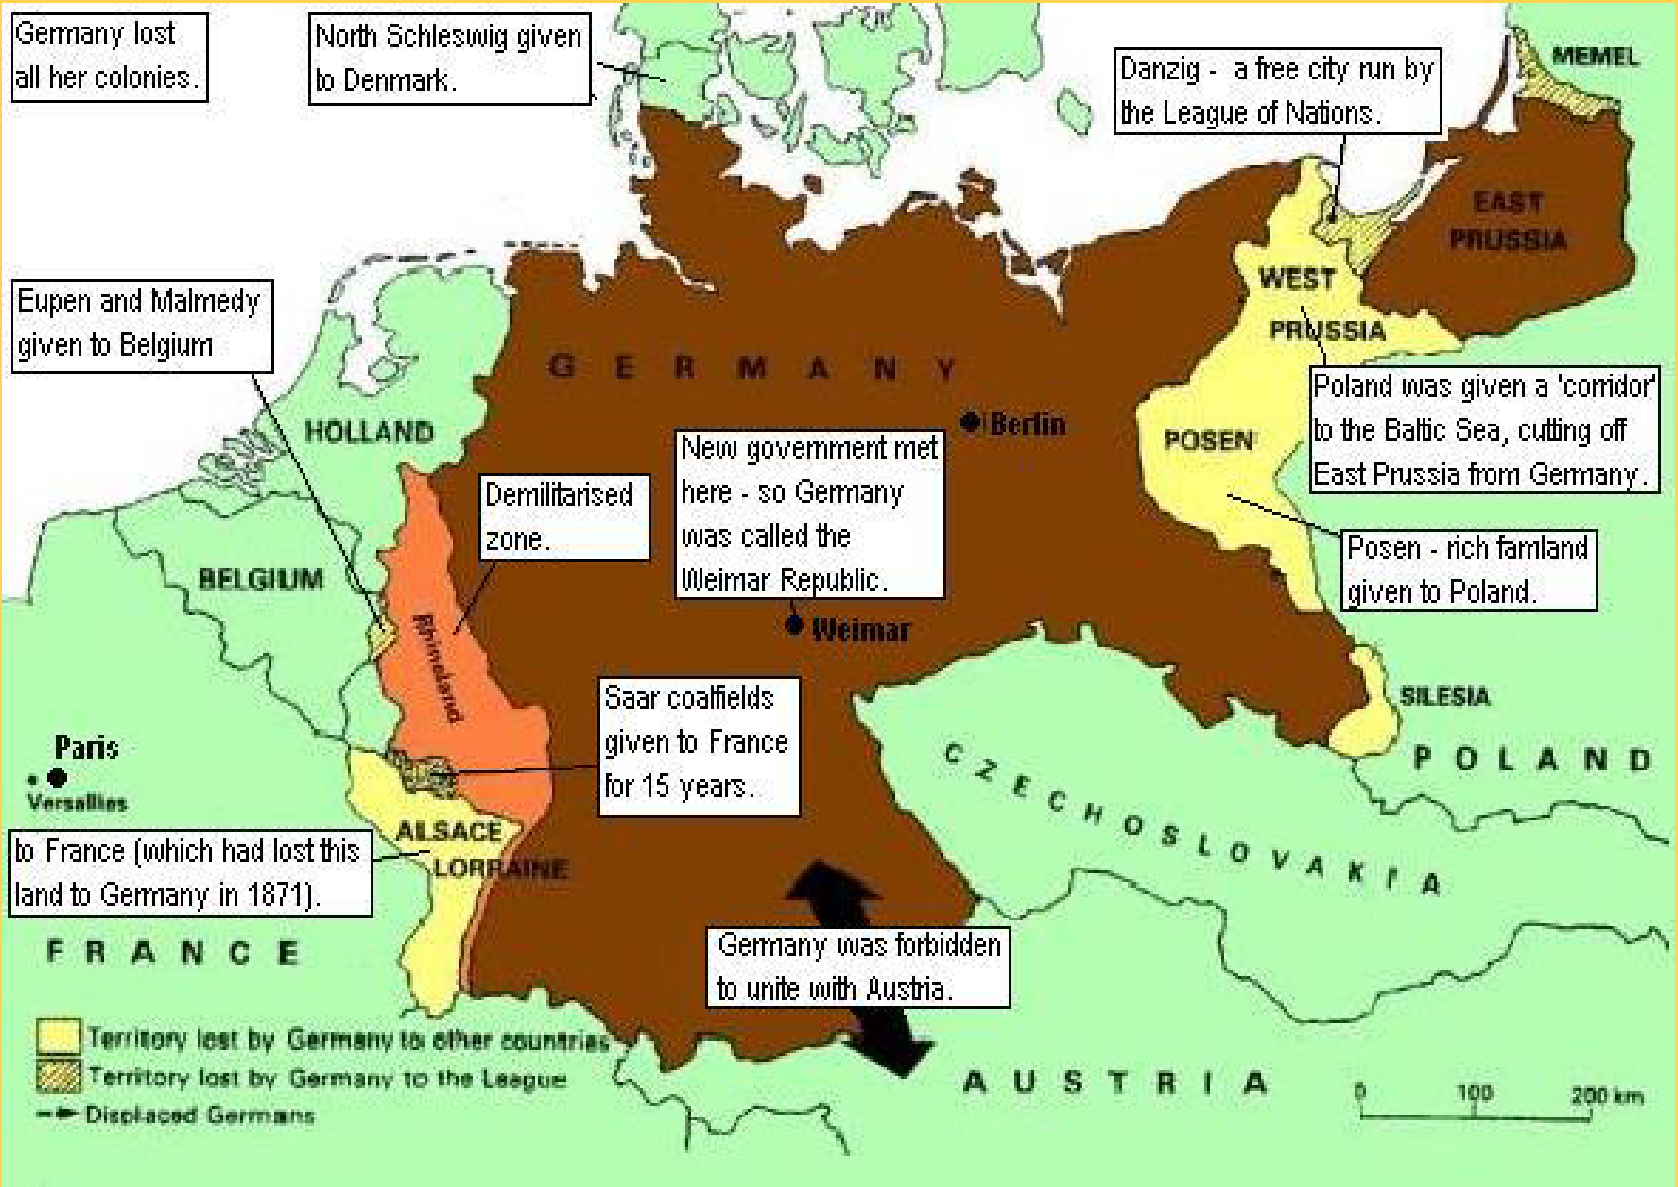 Germany lost
all her colonies.
North Schleswig given
to Denmark.
Danzig - a free city run by
the League of Nations.
MEMEL
EAST
PRUSSIA
WEST
PRUSSIA
Eupen and Malmedy
given to Belgium
GERMANY
Berlin
Poland was given a 'corridor'
to the Baltic Sea, cutting off
East Prussia from Germany.
HOLLAND
POSEN
New government met
here - so Germany
was called the
Weimar Republic.
Demilitarised
zone.
Posen - rich famland
given to Poland.
BELGIUM
Rhineland
Weimar
Saar coalfields
given to France
for 15 years.
SILESIA
POLAND
Paris
Versailles
CZECHOSLOVAKIA
ALSACE
LORRAINE
to France (which had lost this
land to Germany in 1871).
FRANCE
Germany was forbidden
to unite with Austria.
Territory lost by Germany to other countries
Territory lost by Germany to the League
Displaced Germans
AUSTRIA
0 100 200 km